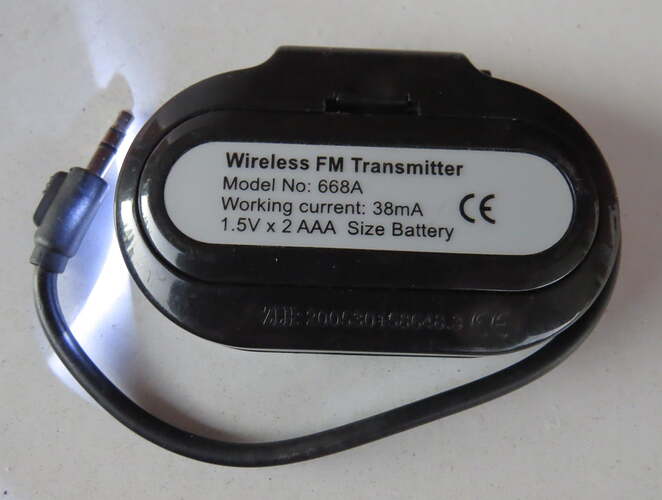 Wireless FM Transmitter
Model No: 668A
Working current: 38mA
1.5V x 2 AAA Size Battery
CE